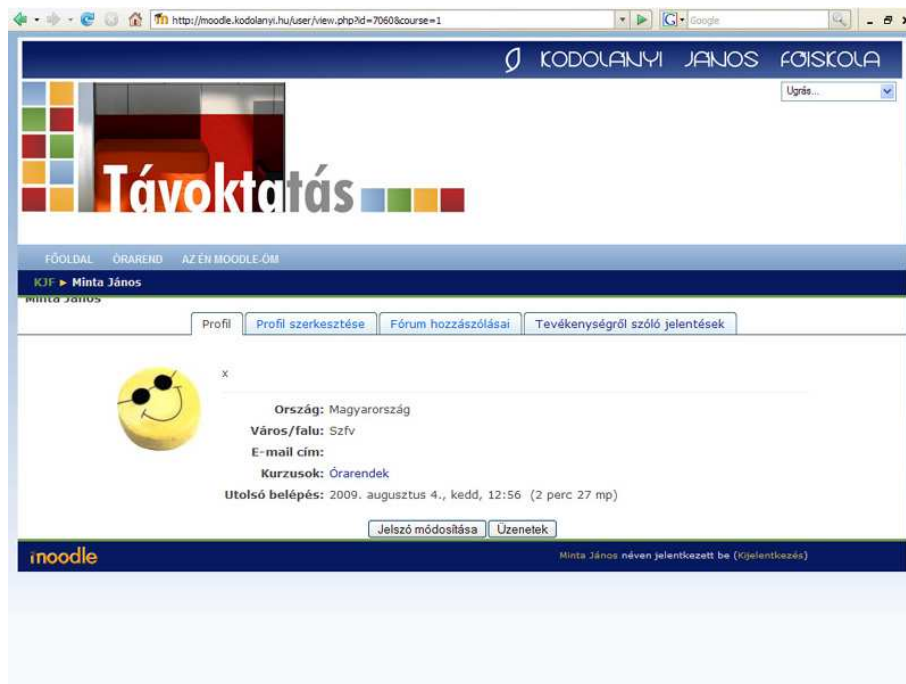 http://moodle.kodolanyi.hu/user/view.php?id=7060&course=1
Google
KODOLÁNYI JÁNOS FŐISKOLA
Ugrás...
Távoktatás
FŐOLDAL ÓRAREND AZ ÉN MOODLE-ÖM
KJF ► Minta János
Minta János
Profil Profil szerkesztése Fórum hozzászólásai Tevékenységről szóló jelentések
x
Ország: Magyarország
Város/falu: Szfv
E-mail cím:
Kurzusok: Órarendek
Utolsó belépés: 2009. augusztus 4., kedd, 12:56 (2 perc 27 mp)
Jelszó módosítása Üzenetek
moodle
Minta János néven jelentkezett be (Kijelentkezés)